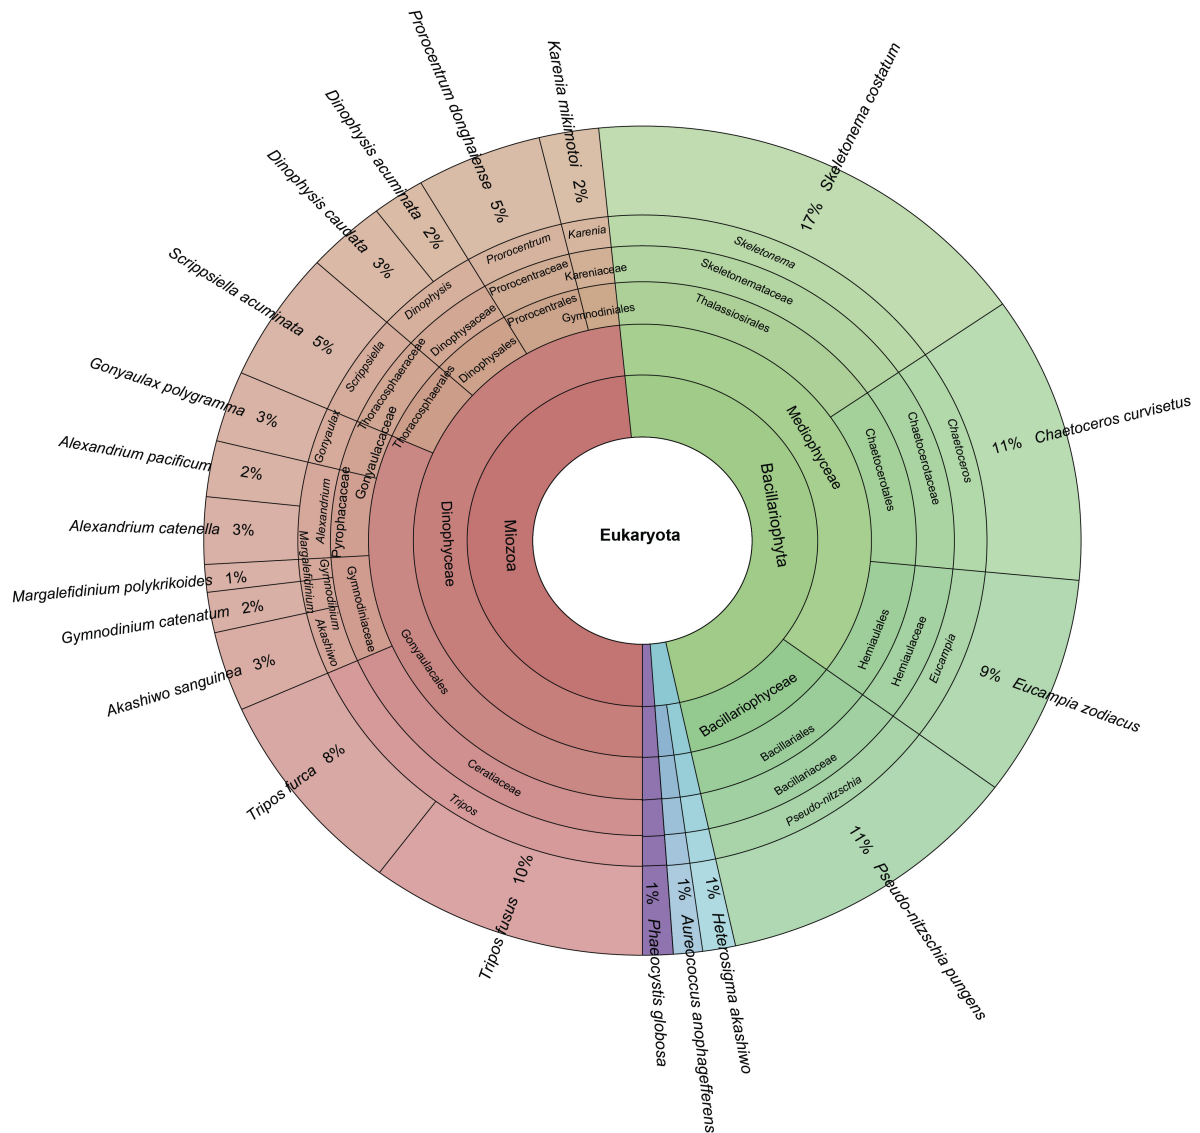 Eukaryota
Bacillariophyta
Mediophyceae
Thalassiosirales
Skeletonemataceae
Skeletonema
17% Skeletonema costatum
Chaetocerotales
Chaetocerotaceae
Chaetoceros
11% Chaetoceros curvisetus
Hemiaulales
Hemiaulaceae
Eucampia
9% Eucampia zodiacus
Bacillariophyceae
Bacillariales
Bacillariaceae
Pseudo-nitzschia
11% Pseudo-nitzschia pungens
1% Heterosigma akashiwo
1% Aureococcus anophagefferens
1% Phaeocystis globosa
Miozoa
Dinophyceae
Gonyaulacales
Ceratiaceae
Tripos
Tripos fusus 10%
Tripos furca 8%
Gymnodiniaceae
Akashiwo
Akashiwo sanguinea 3%
Gymnodinium
Gymnodinium catenatum 2%
Margalefidinium
Margalefidinium polykrikoides 1%
Pyrophacaceae
Alexandrium
Alexandrium catenella 3%
Alexandrium pacificum 2%
Gonyaulacaceae
Gonyaulax
Gonyaulax polygramma 3%
Thoracosphaerales
Thoracosphaeraceae
Scrippsiella
Scrippsiella acuminata 5%
Dinophysales
Dinophysaceae
Dinophysis
Dinophysis caudata 3%
Dinophysis acuminata 2%
Prorocentrales
Prorocentraceae
Prorocentrum
Prorocentrum donghaiense 5%
Gymnodiniales
Kareniaceae
Karenia
Karenia mikimotoi 2%